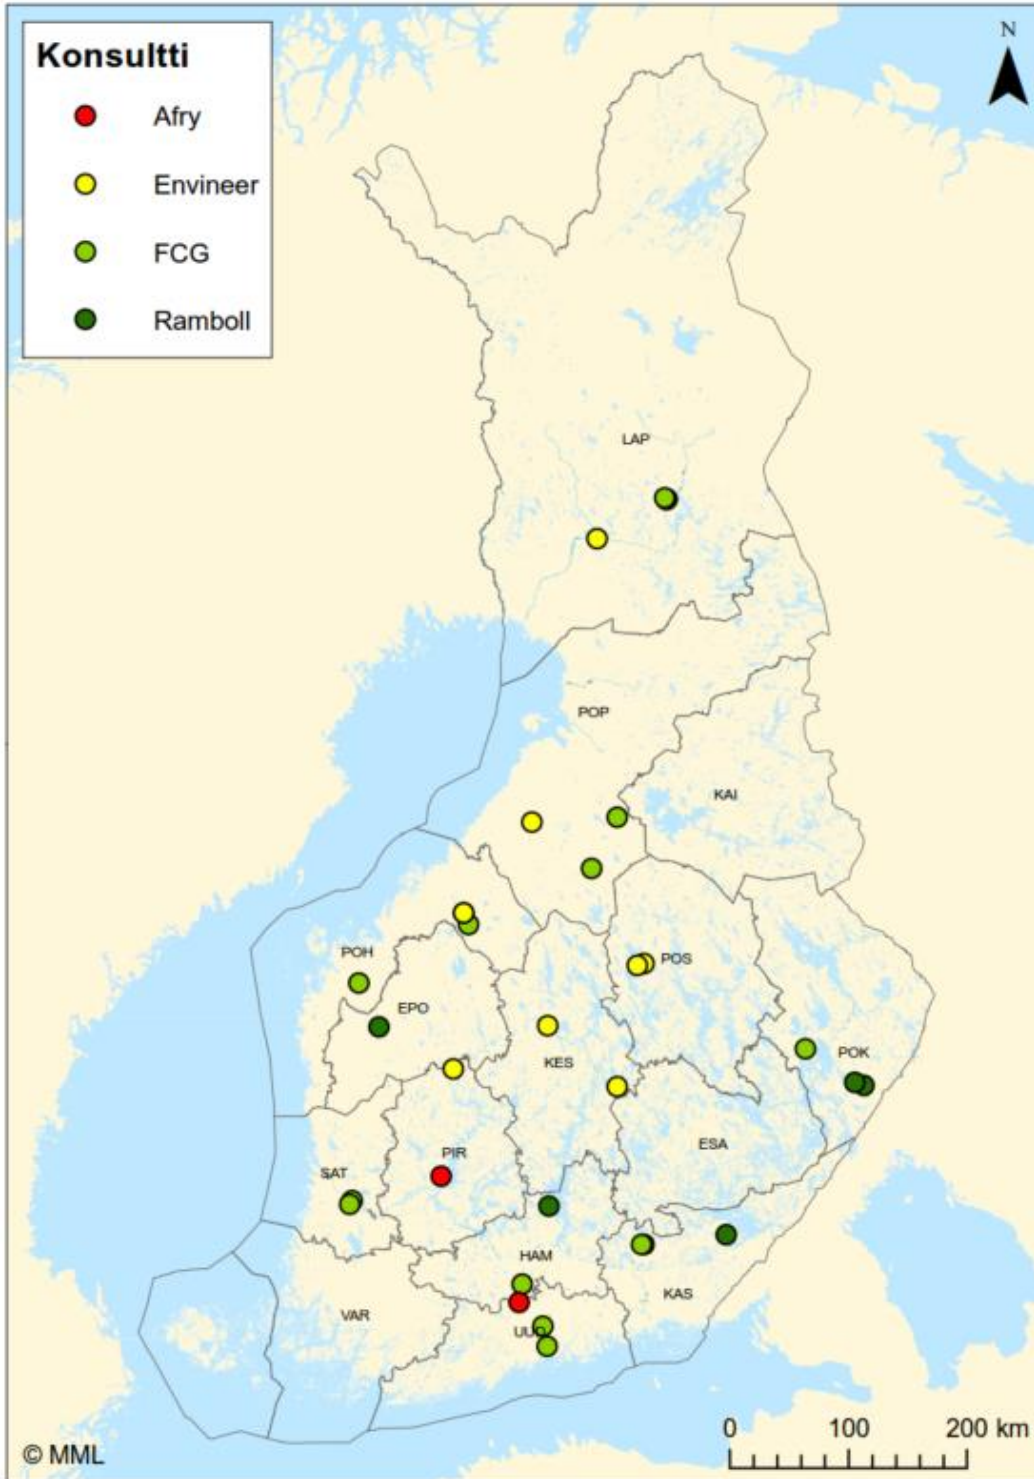 Konsultti
Afry
Envineer
FCG
Ramboll
N
LAP
POP
KAI
POH
POS
EPO
KES
POK
ESA
PIR
SAT
HAM
KAS
VAR
UUD
0 100 200 km
© MML